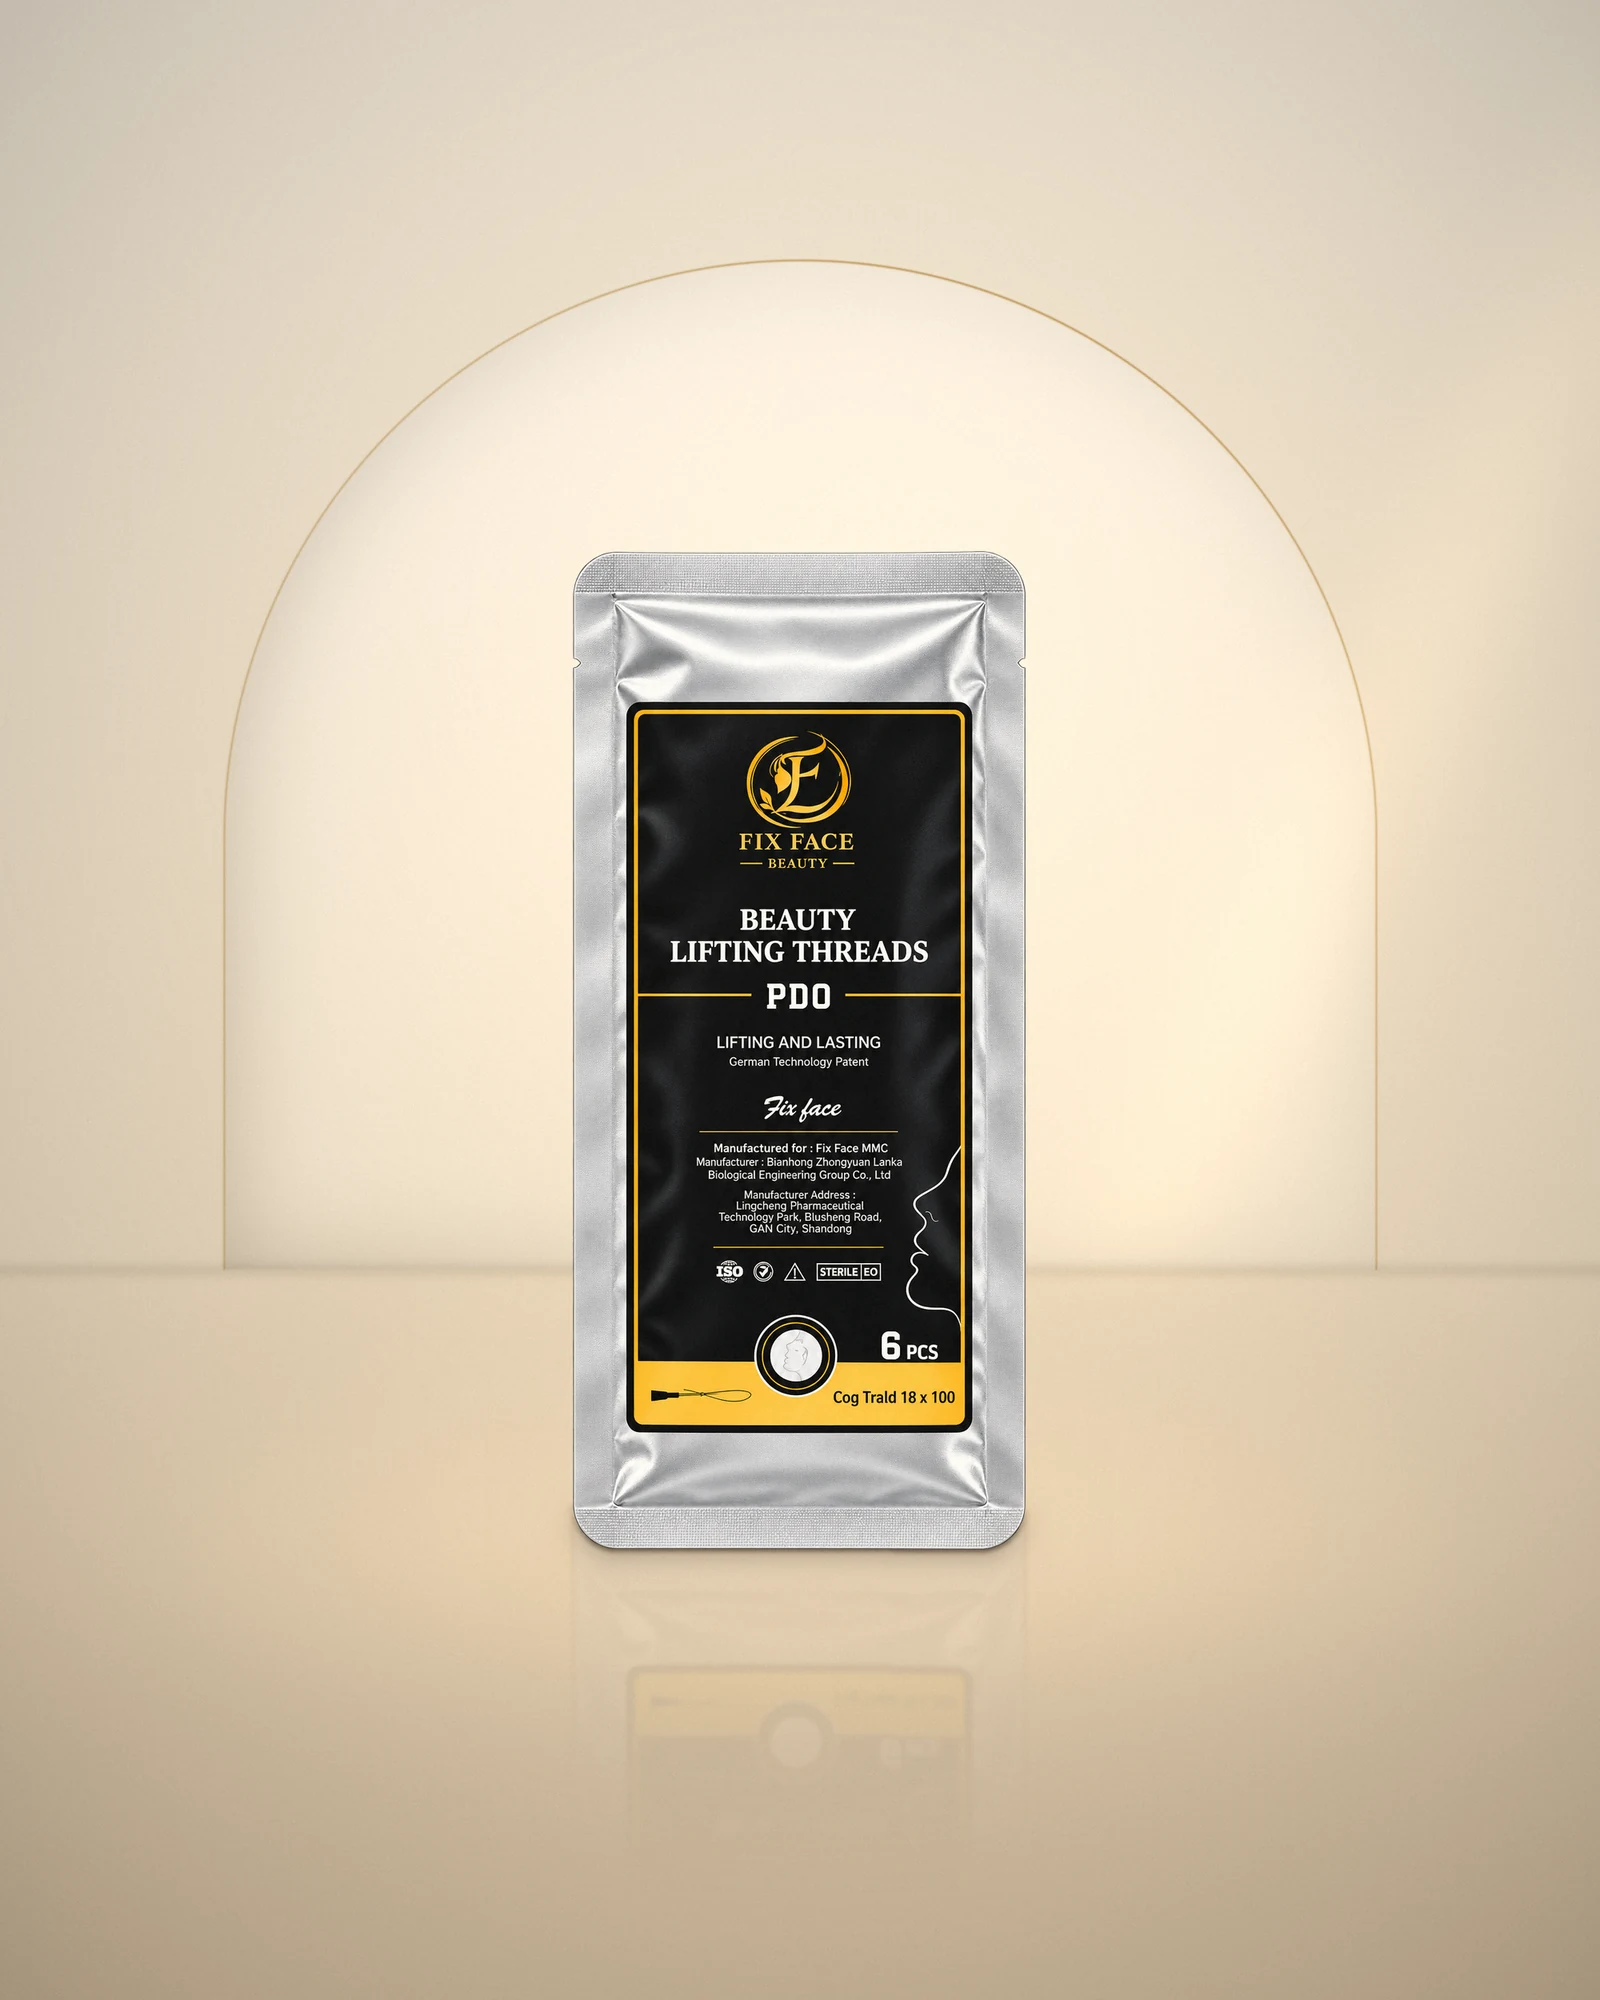 FIX FACE
BEAUTY
BEAUTY
LIFTING THREADS
PDO
LIFTING AND LASTING
German Technology Patent
Fix face
Manufactured for : Fix Face MMC
Manufacturer : Bianhong Zhongyuan Lanka
Biological Engineering Group Co., Ltd
Manufacturer Address :
Lingcheng Pharmaceutical
Technology Park, Blusheng Road,
GAN City, Shandong
ISO
STERILE EO
6 PCS
Cog Trald 18 x 100